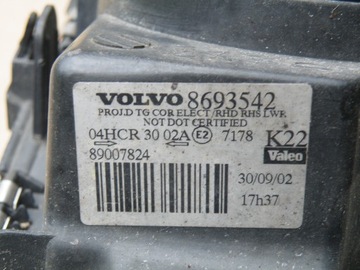 VOLVO 8693542
PROJ.D TG COR ELECT /RHD RHS LWR
NOT DOT CERTIFIED
04HCR 30 02A E2 7178 K22
89007824 Valeo
30/09/02
17h37